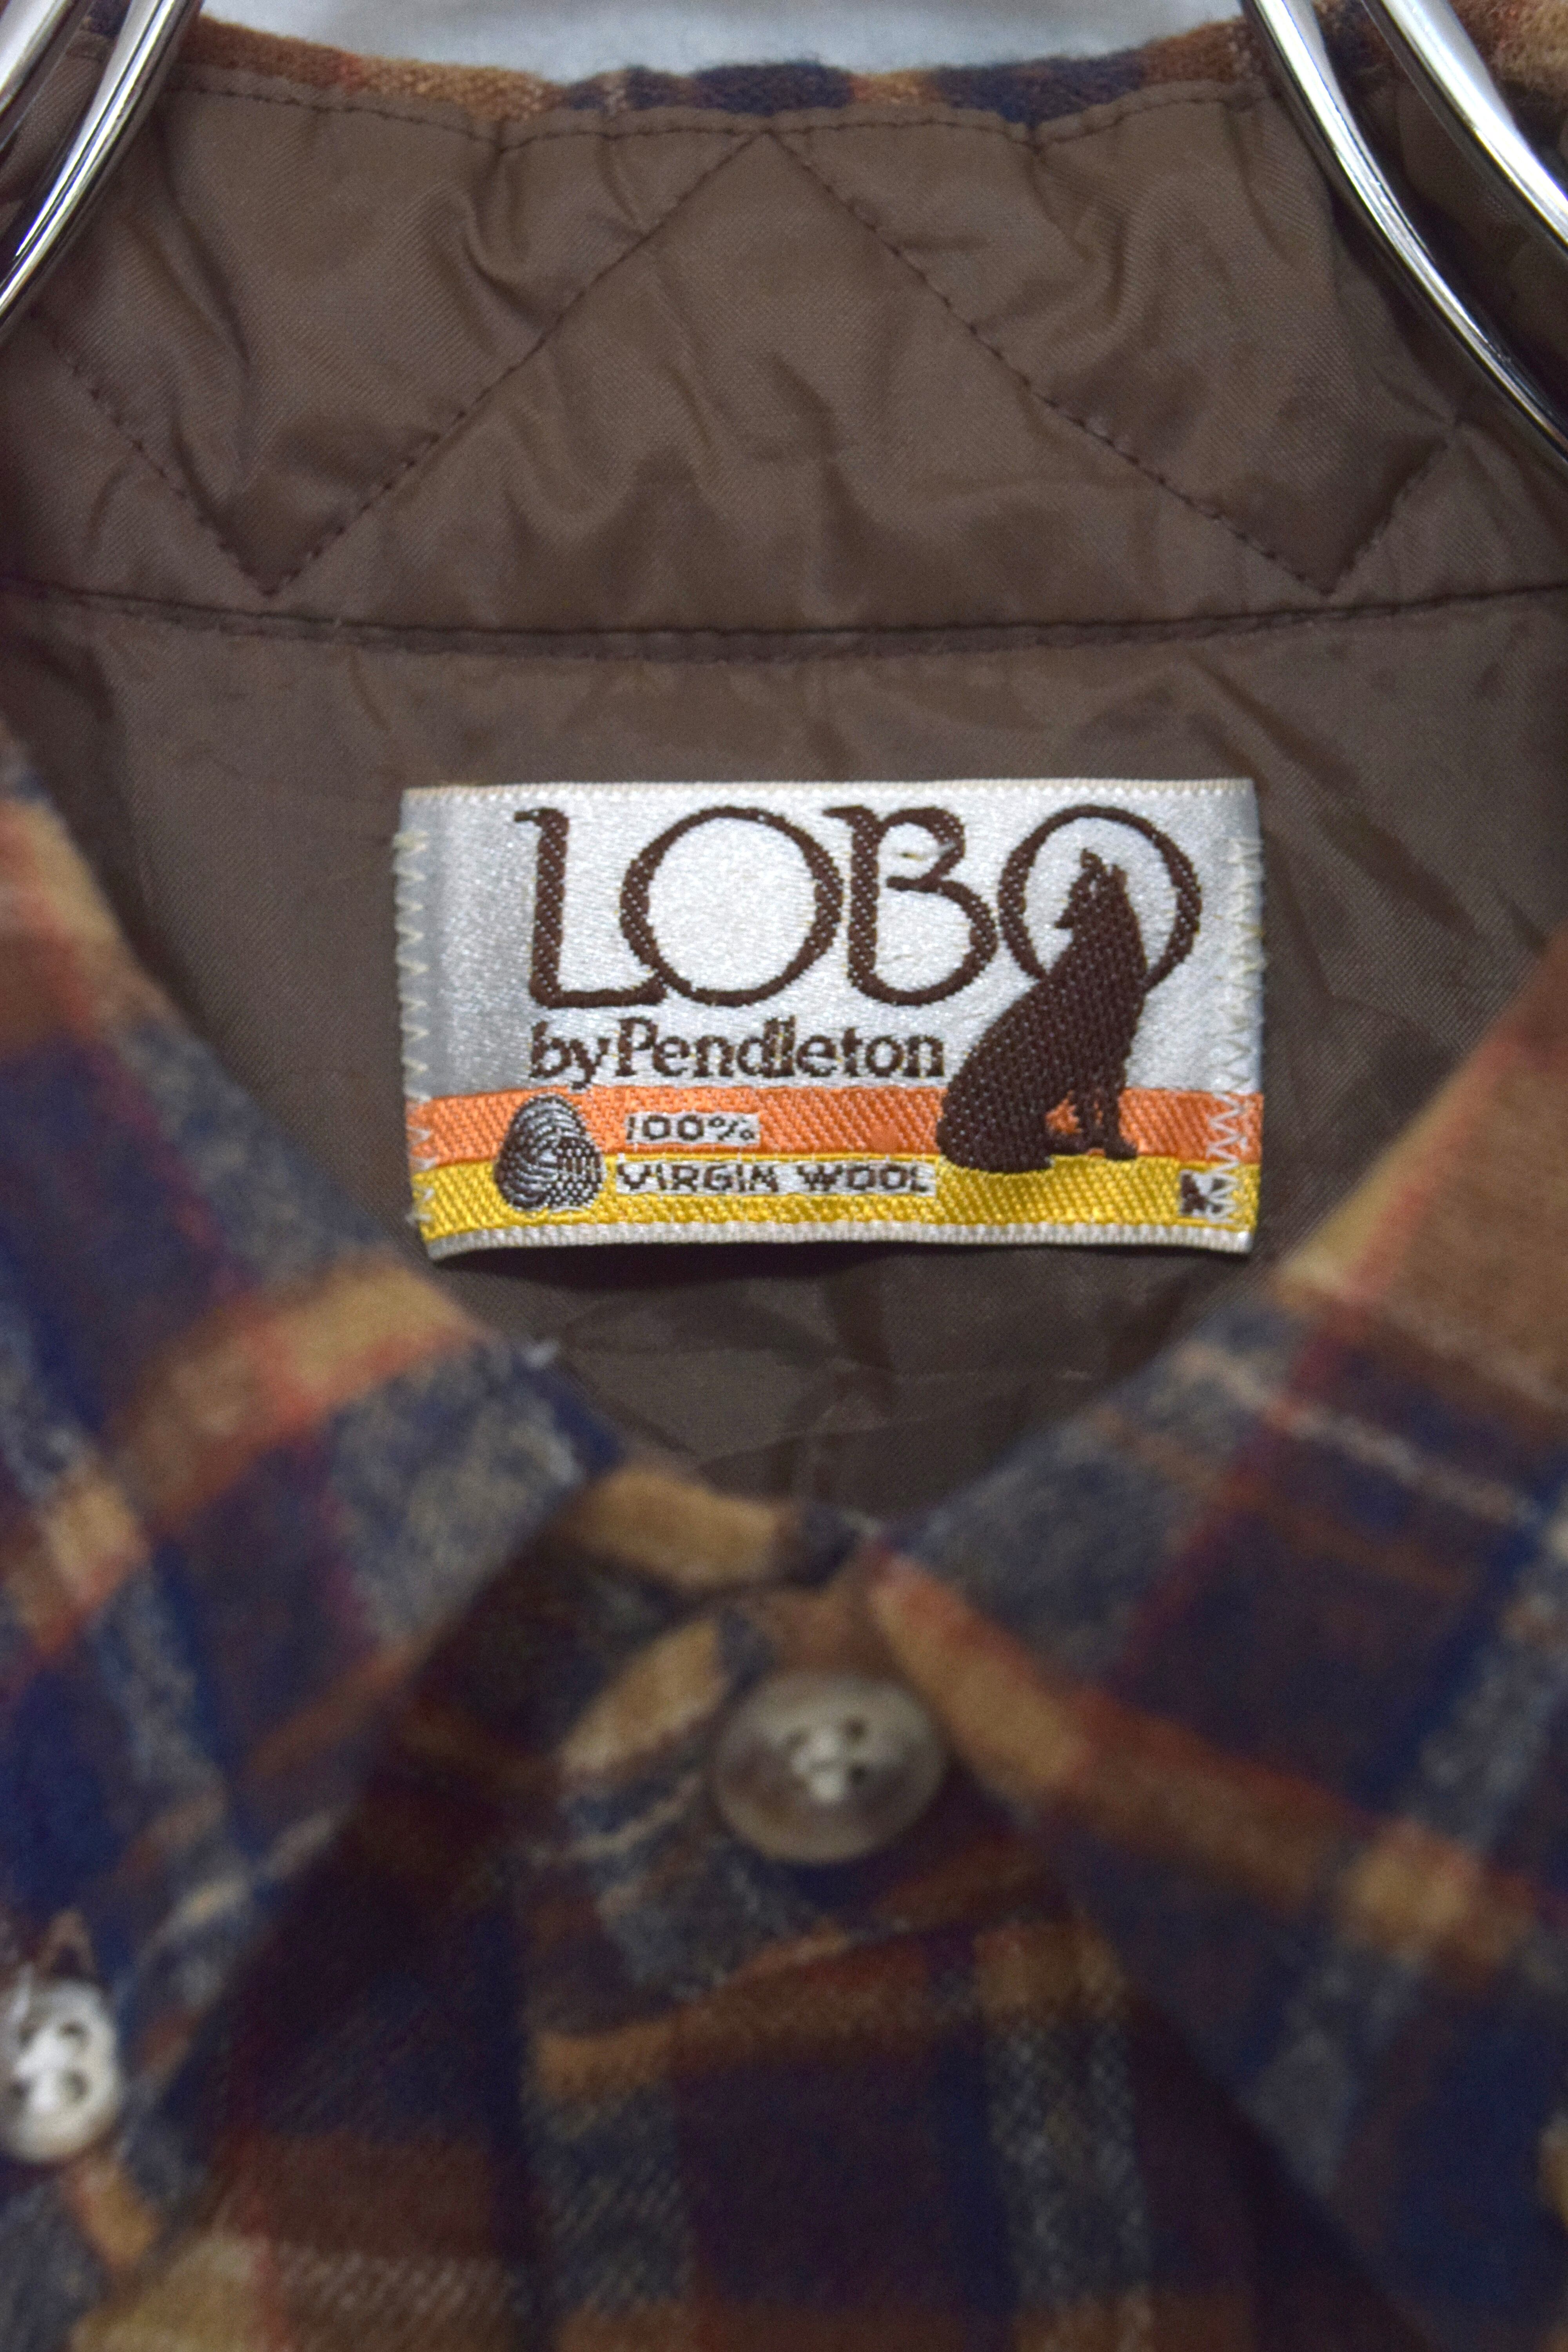 LOBO
by Pendleton
100%
VIRGIN WOOL
M